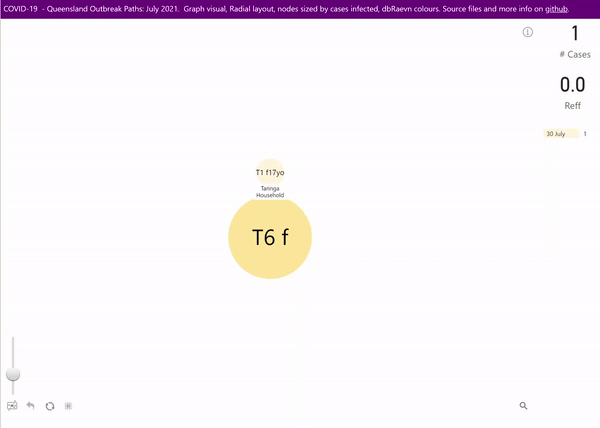 COVID-19 - Queensland Outbreak Paths: July 2021. Graph visual, Radial layout, nodes sized by cases infected, dbRaevn colours. Source files and more info on github.
1
# Cases
0.0
Reff
30 July 1
T1 f17yo
Taringa
Household
T6 f